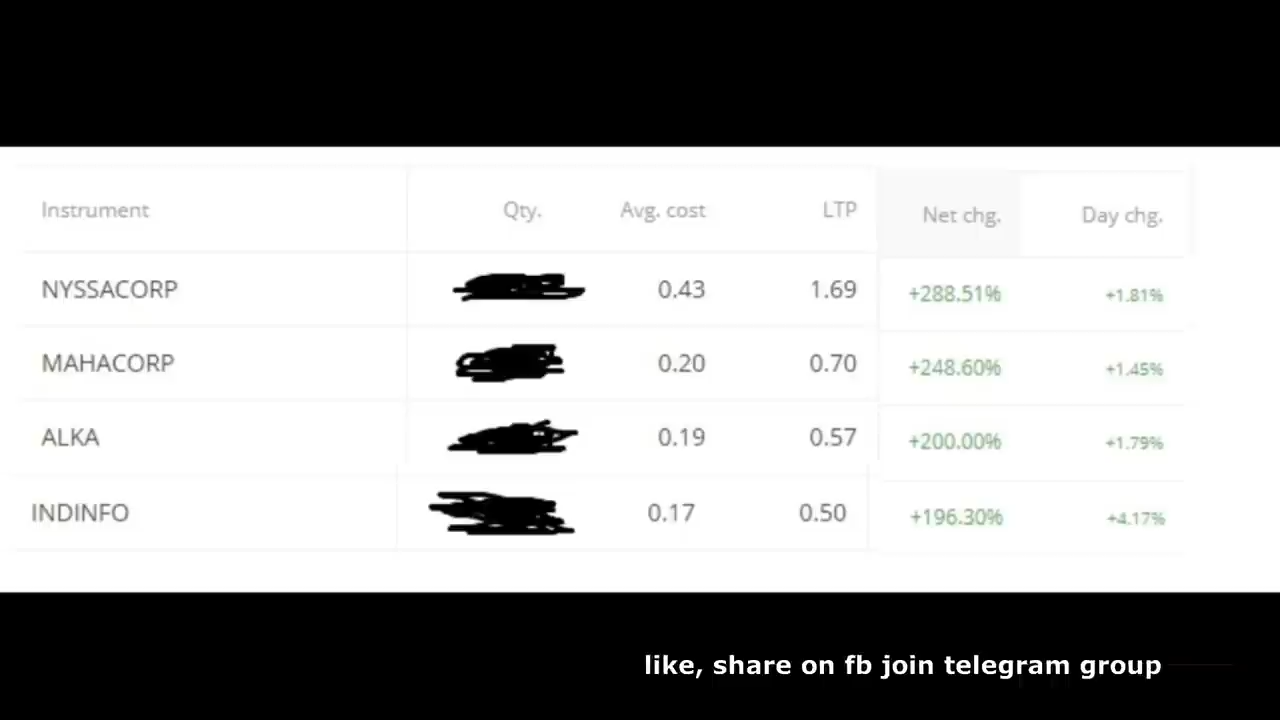 Instrument Qty. Avg. cost LTP Net chg. Day chg.
NYSSACORP 0.43 1.69 +288.51% +1.81%
MAHACORP 0.20 0.70 +248.60% +1.45%
ALKA 0.19 0.57 +200.00% +1.79%
INDINFO 0.17 0.50 +196.30% +4.17%
like, share on fb join telegram group